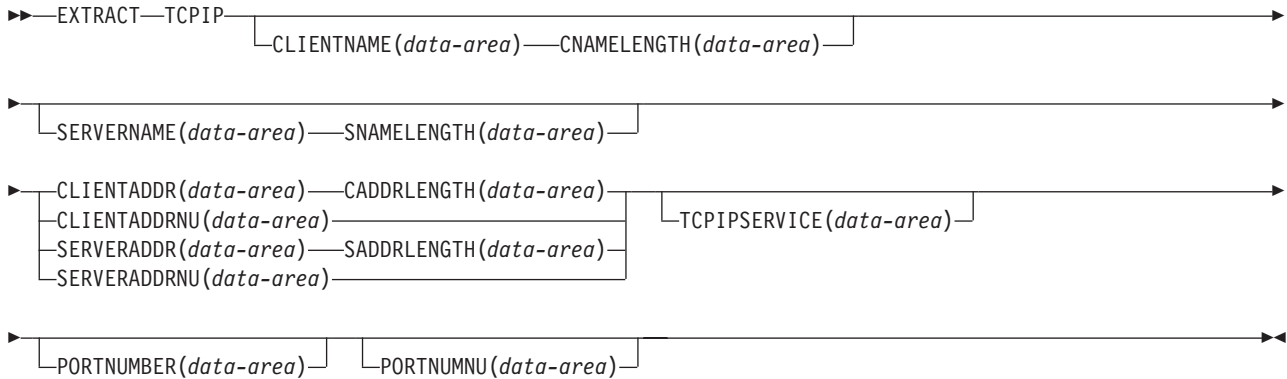 EXTRACT TCPIP
CLIENTNAME(data-area) CNAMELENGTH(data-area)
SERVERNAME(data-area) SNAMELENGTH(data-area)
CLIENTADDR(data-area) CADDRLENGTH(data-area)
CLIENTADDRNU(data-area) TCPIPSERVICE(data-area)
SERVERADDR(data-area) SADDRLENGTH(data-area)
SERVERADDRNU(data-area)
PORTNUMBER(data-area) PORTNUMNU(data-area)